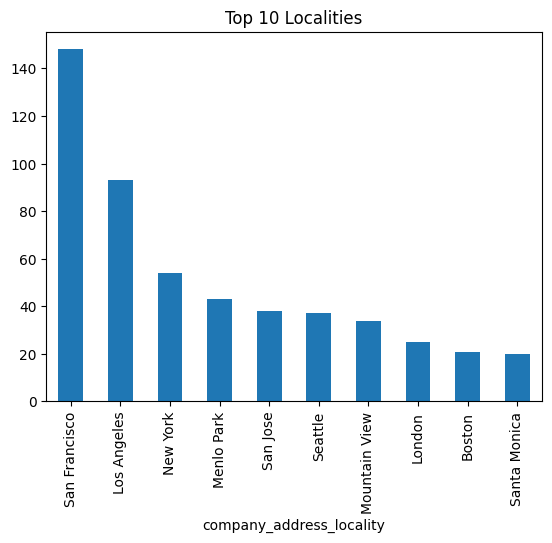 Top 10 Localities
140
120
100
80
60
40
20
0
San Francisco
Los Angeles
New York
Menlo Park
San Jose
Seattle
Mountain View
London
Boston
Santa Monica
company_address_locality